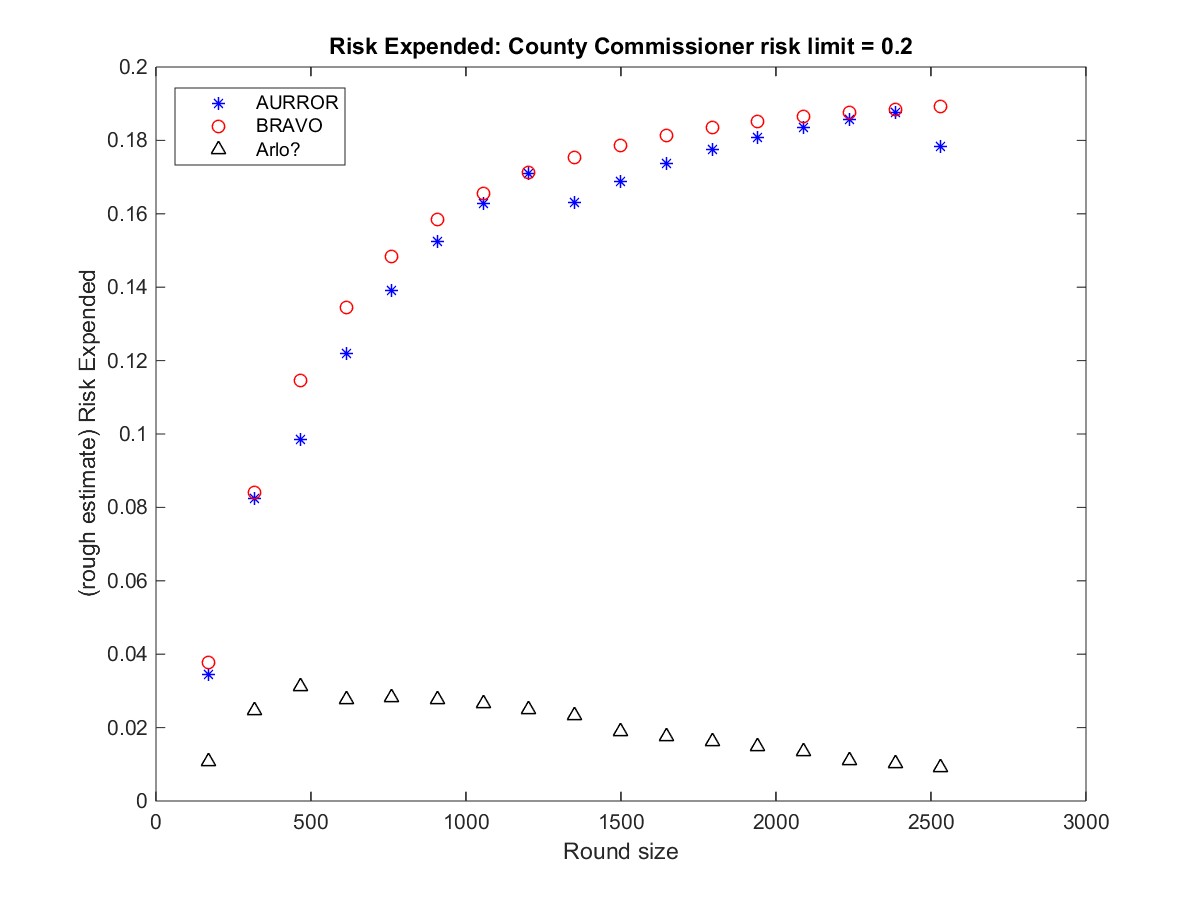 Risk Expended: County Commissioner risk limit = 0.2
0.2
0.18
0.16
0.14
0.12
0.1
0.08
0.06
0.04
0.02
0
(rough estimate) Risk Expended
AURROR
BRAVO
Arlo?
0 500 1000 1500 2000 2500 3000
Round size